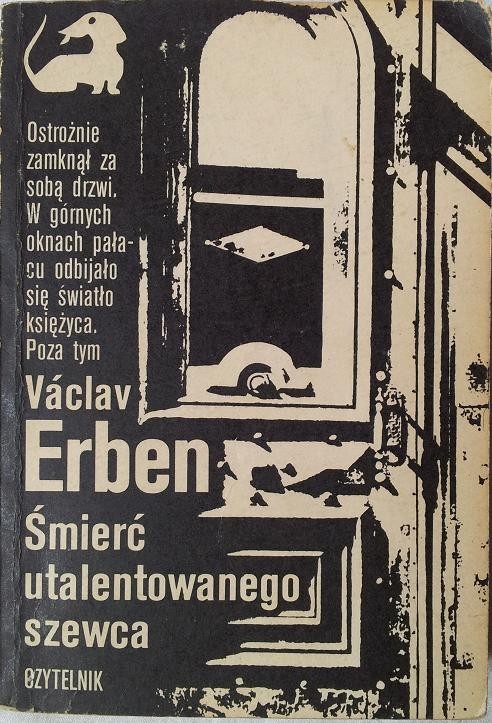 Ostrożnie
zamknął za
sobą drzwi.
W górnych
oknach pała-
cu odbijało
się światło
księżyca.
Poza tym
Václav
Erben
Śmierć
utalentowanego
szewca
CZYTELNIK